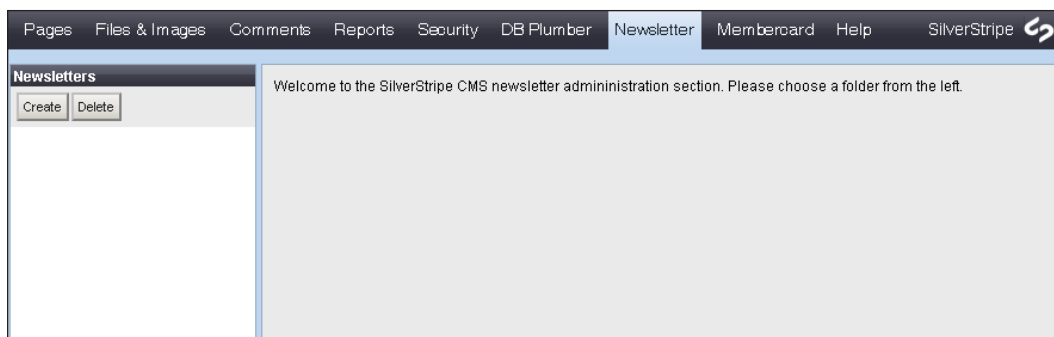 Pages Files & Images Comments Reports Security DB Plumber Newsletter Membercard Help SilverStripe
Newsletters
Create Delete
Welcome to the SilverStripe CMS newsletter admininistration section. Please choose a folder from the left.